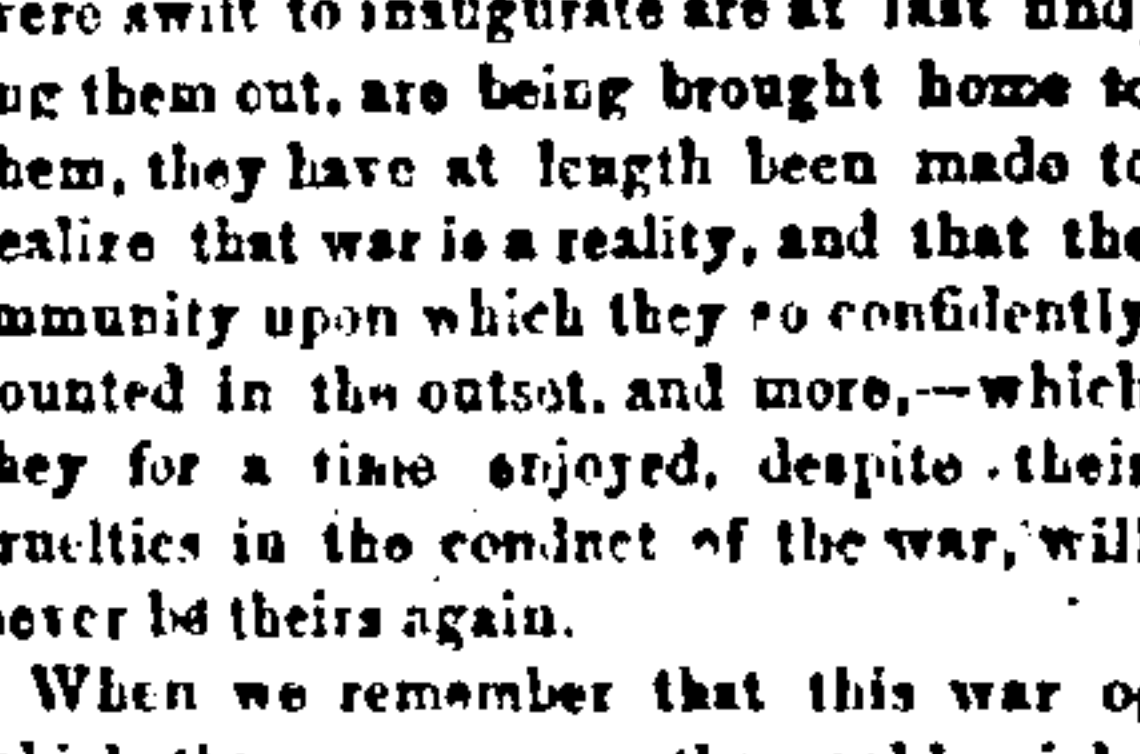 rere swift to inaugurate are at last find
ng them out, are being brought home to
hem, they have at length been made to
ealize that war is a reality, and that the
mmunity upon which they so confidently
ounted in the outset, and more,—which
hey for a time enjoyed, despite their
ruelties in the conduct of the war, will
never be theirs again.
When we remember that this war o